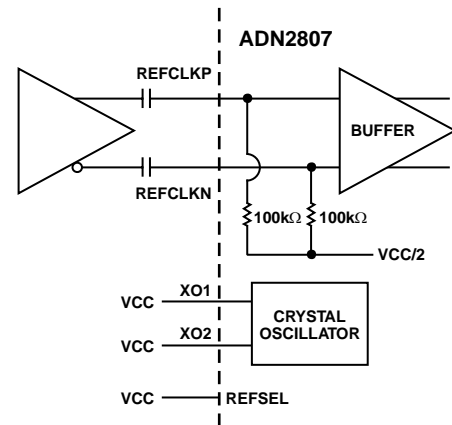 ADN2807
REFCLKP
BUFFER
REFCLKN
100kΩ 100kΩ
VCC/2
VCC XO1
CRYSTAL
OSCILLATOR
VCC XO2
VCC REFSEL